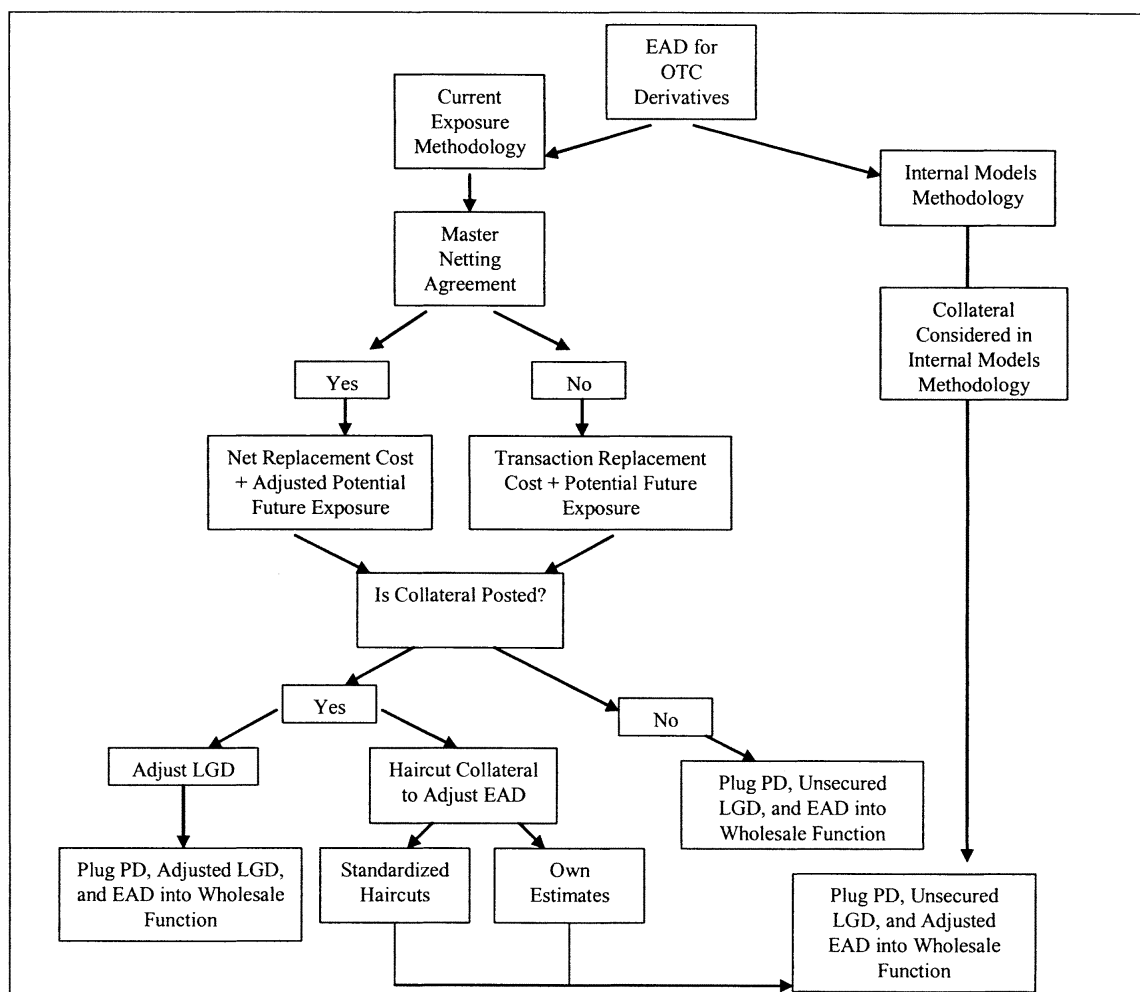 EAD for
OTC
Derivatives
Current
Exposure
Methodology
Internal Models
Methodology
Master
Netting
Agreement
Collateral
Considered in
Internal Models
Methodology
Yes
No
Net Replacement Cost
+ Adjusted Potential
Future Exposure
Transaction Replacement
Cost + Potential Future
Exposure
Is Collateral Posted?
Yes
No
Adjust LGD
Haircut Collateral
to Adjust EAD
Plug PD, Unsecured
LGD, and EAD into
Wholesale Function
Plug PD, Adjusted LGD,
and EAD into Wholesale
Function
Standardized
Haircuts
Own
Estimates
Plug PD, Unsecured
LGD, and Adjusted
EAD into Wholesale
Function